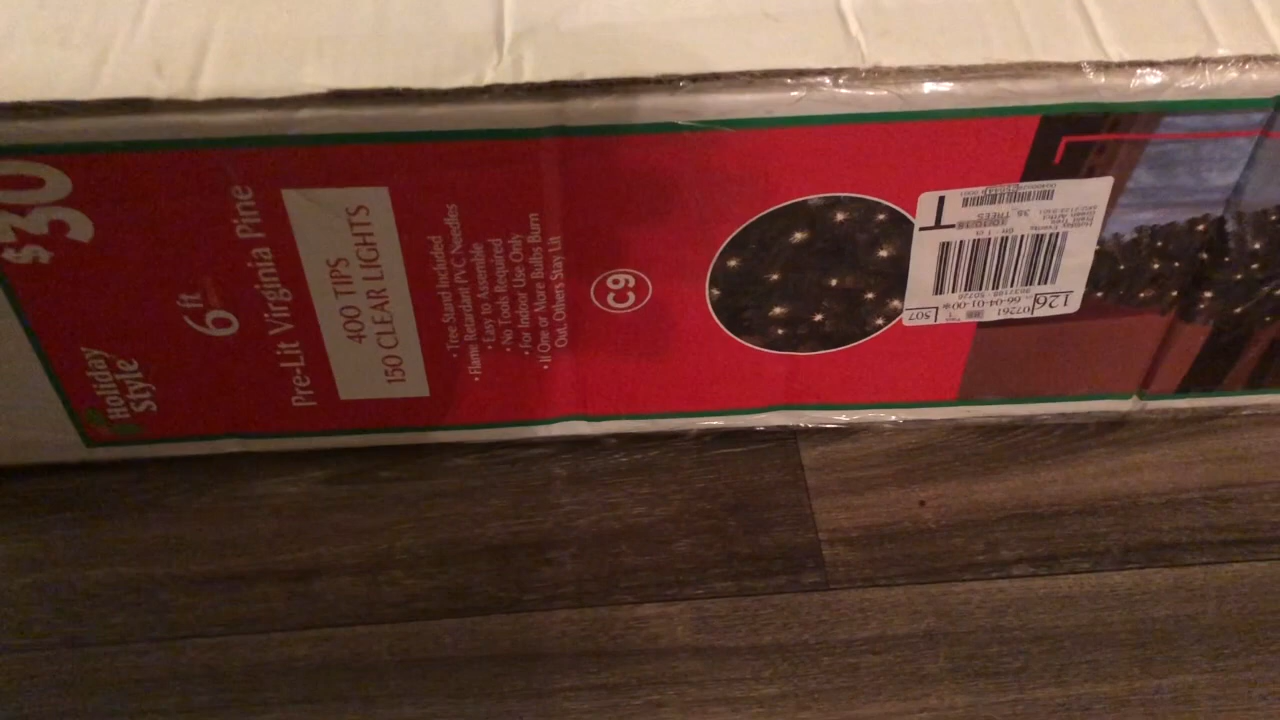 $30
Holiday
Style
6 ft
Pre-Lit Virginia Pine
400 TIPS
150 CLEAR LIGHTS
• Tree Stand Included
• Flame Retardant PVC Needles
• Easy to Assemble
• No Tools Required
• For Indoor Use Only
• If One or More Bulbs Burn
Out, Others Stay Lit
C9
T
35 TREES
07261
126
66-04-01-00
507